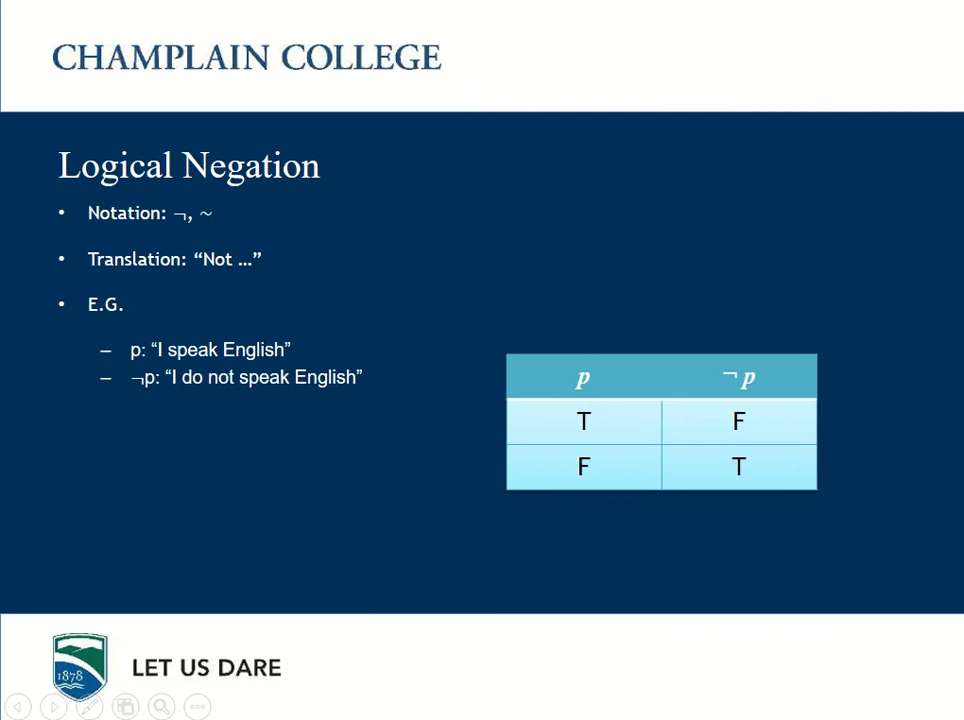 CHAMPLAIN COLLEGE
Logical Negation
• Notation: ¬, ~
• Translation: “Not …”
• E.G.
– p: “I speak English”
– ¬p: “I do not speak English”
p ¬ p
T F
F T
1878
LET US DARE